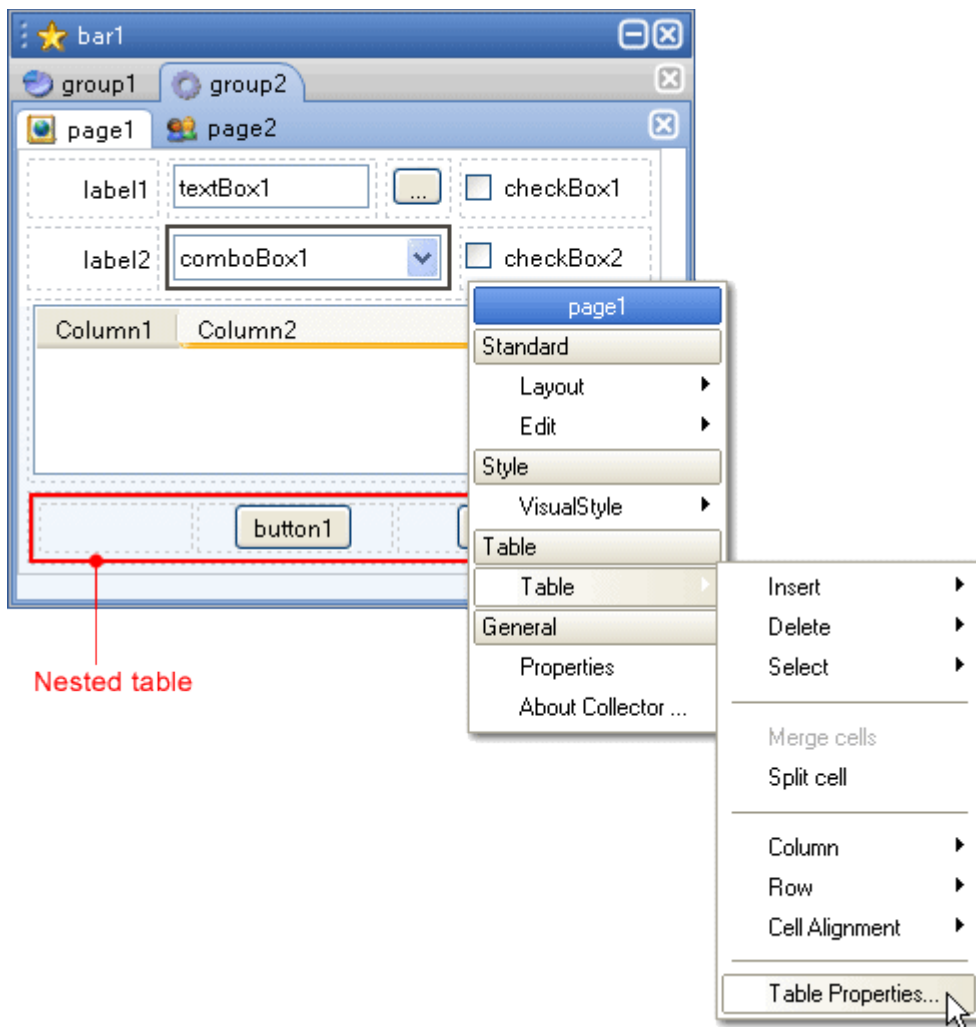 bar1
group1 group2
page1 page2
label1 textBox1 ... checkBox1
label2 comboBox1 checkBox2
Column1 Column2
button1
Nested table
page1
Standard
Layout
Edit
Style
VisualStyle
Table
Table
General
Properties
About Collector ...
Insert
Delete
Select
Merge cells
Split cell
Column
Row
Cell Alignment
Table Properties...